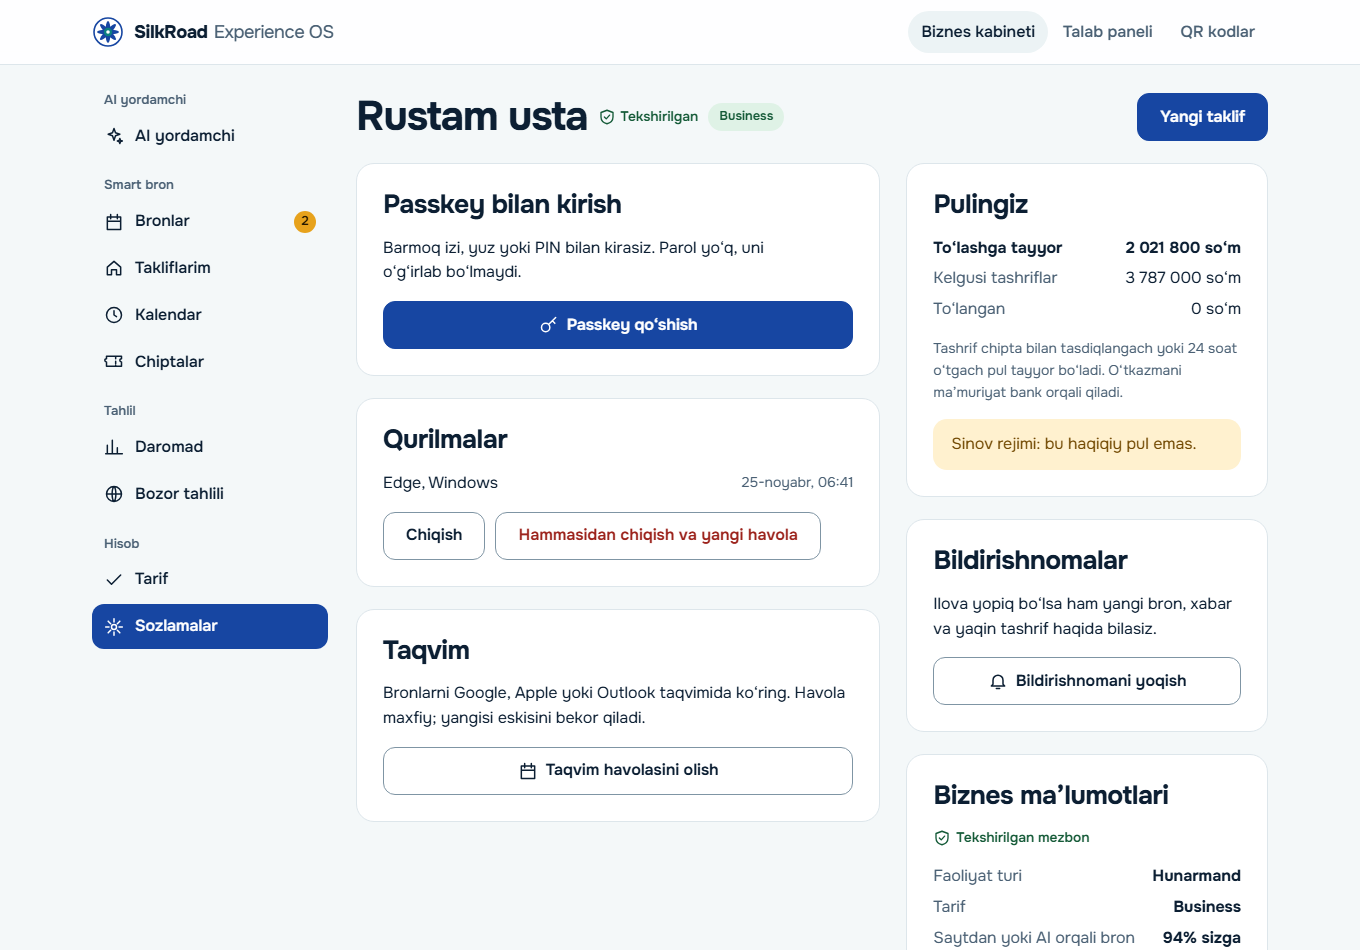 SilkRoad Experience OS
Biznes kabineti
Talab paneli
QR kodlar
AI yordamchi
AI yordamchi
Smart bron
Bronlar 2
Takliflarim
Kalendar
Chiptalar
Tahlil
Daromad
Bozor tahlili
Hisob
Tarif
Sozlamalar
Rustam usta
Tekshirilgan
Business
Yangi taklif
Passkey bilan kirish
Barmoq izi, yuz yoki PIN bilan kirasiz. Parol yo‘q, uni
o‘g‘irlab bo‘lmaydi.
Passkey qo‘shish
Qurilmalar
Edge, Windows 25-noyabr, 06:41
Chiqish
Hammasidan chiqish va yangi havola
Taqvim
Bronlarni Google, Apple yoki Outlook taqvimida ko‘ring. Havola
maxfiy; yangisi eskisini bekor qiladi.
Taqvim havolasini olish
Pulingiz
To‘lashga tayyor 2 021 800 so‘m
Kelgusi tashriflar 3 787 000 so‘m
To‘langan 0 so‘m
Tashrif chipta bilan tasdiqlangach yoki 24 soat
o‘tgach pul tayyor bo‘ladi. O‘tkazmani
ma’muriyat bank orqali qiladi.
Sinov rejimi: bu haqiqiy pul emas.
Bildirishnomalar
Ilova yopiq bo‘lsa ham yangi bron, xabar
va yaqin tashrif haqida bilasiz.
Bildirishnomani yoqish
Biznes ma’lumotlari
Tekshirilgan mezbon
Faoliyat turi Hunarmand
Tarif Business
Saytdan yoki AI orqali bron 94% sizga